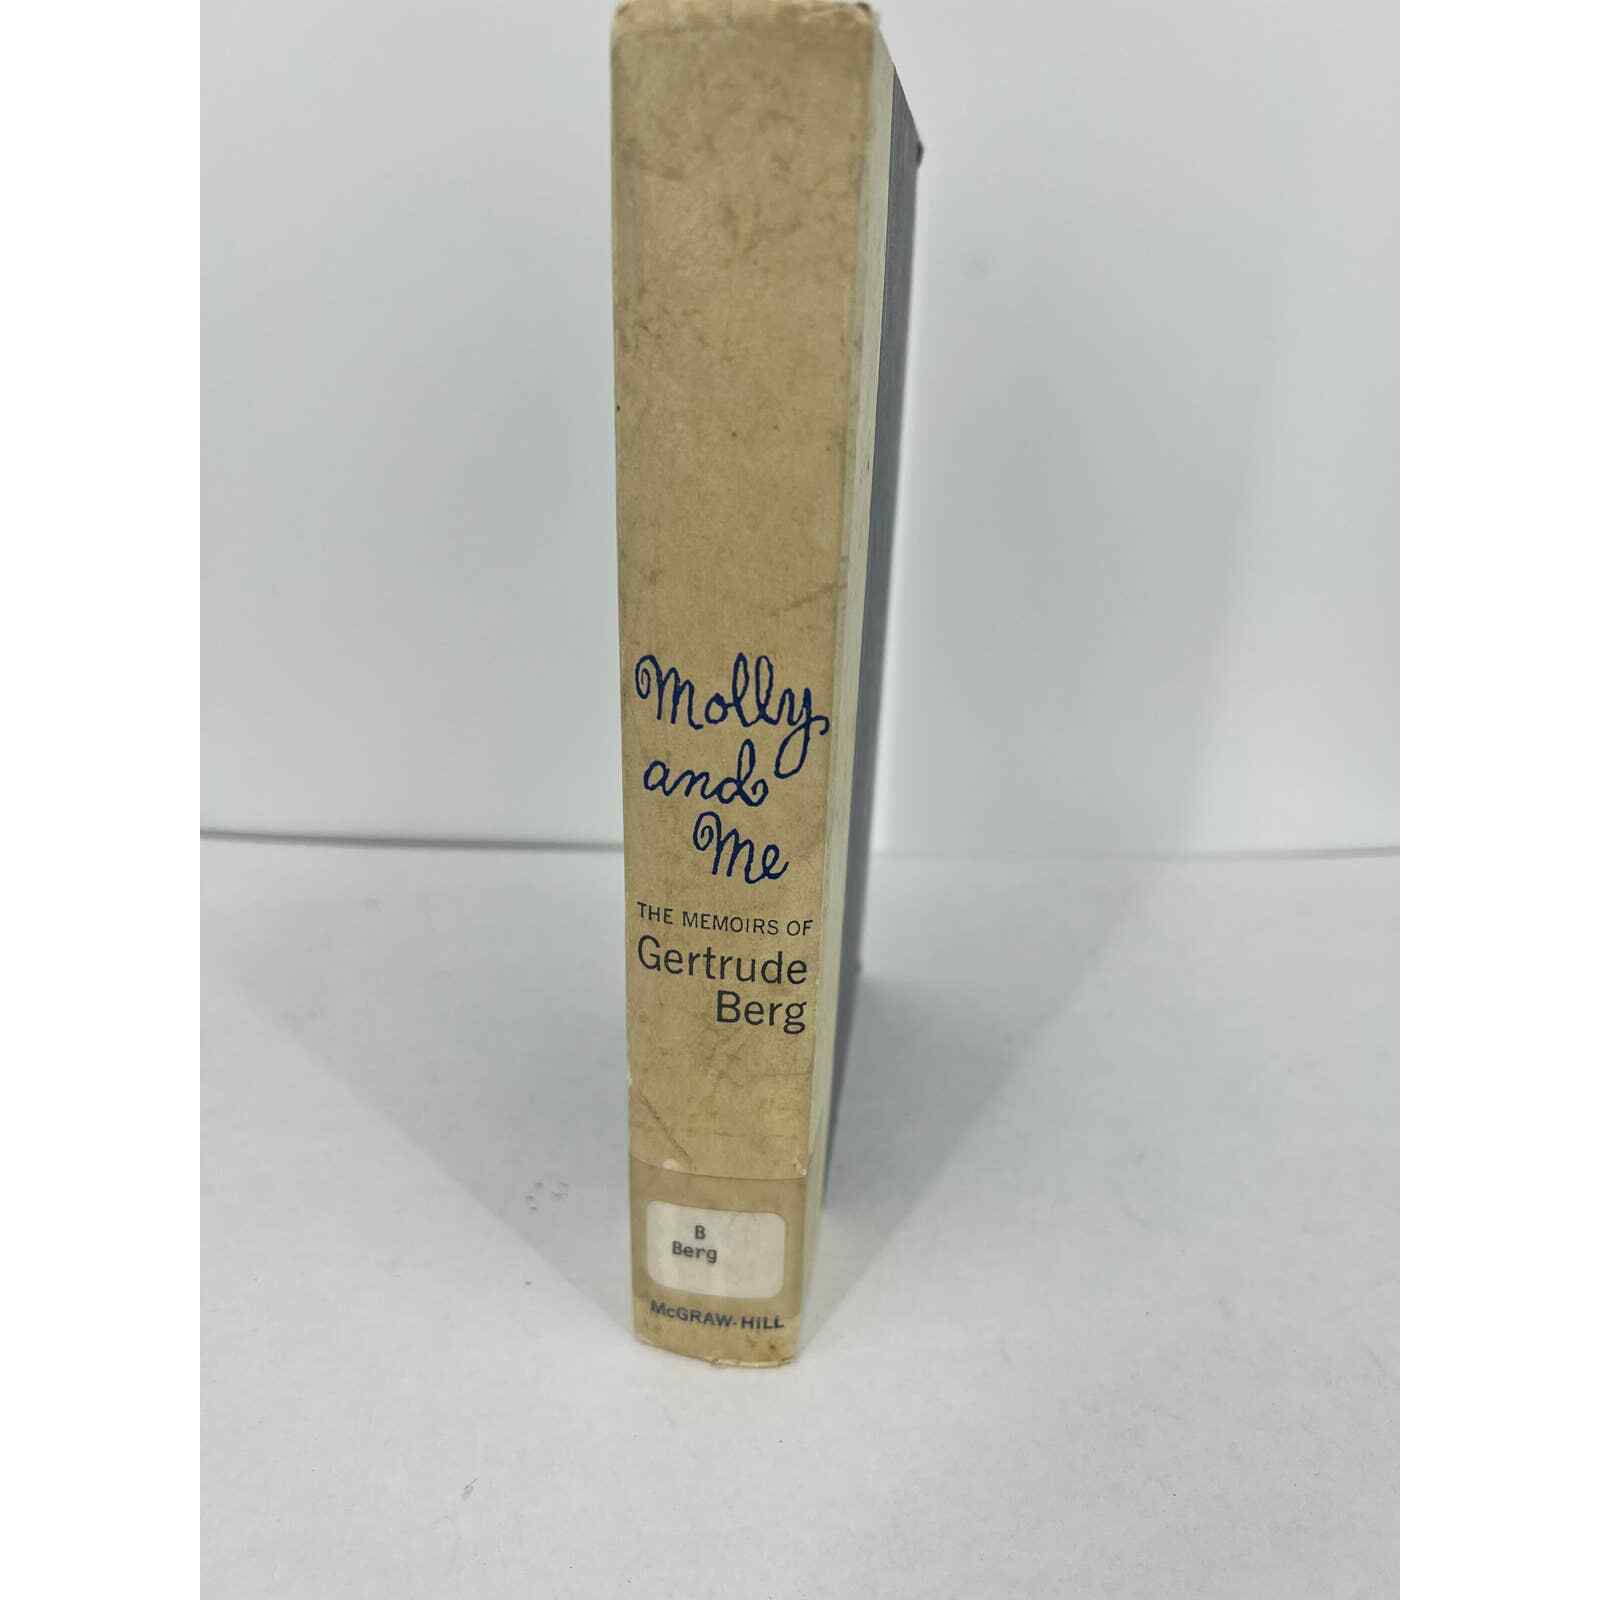 Molly
and
Me
THE MEMOIRS OF
Gertrude
Berg
B
Berg
McGRAW-HILL